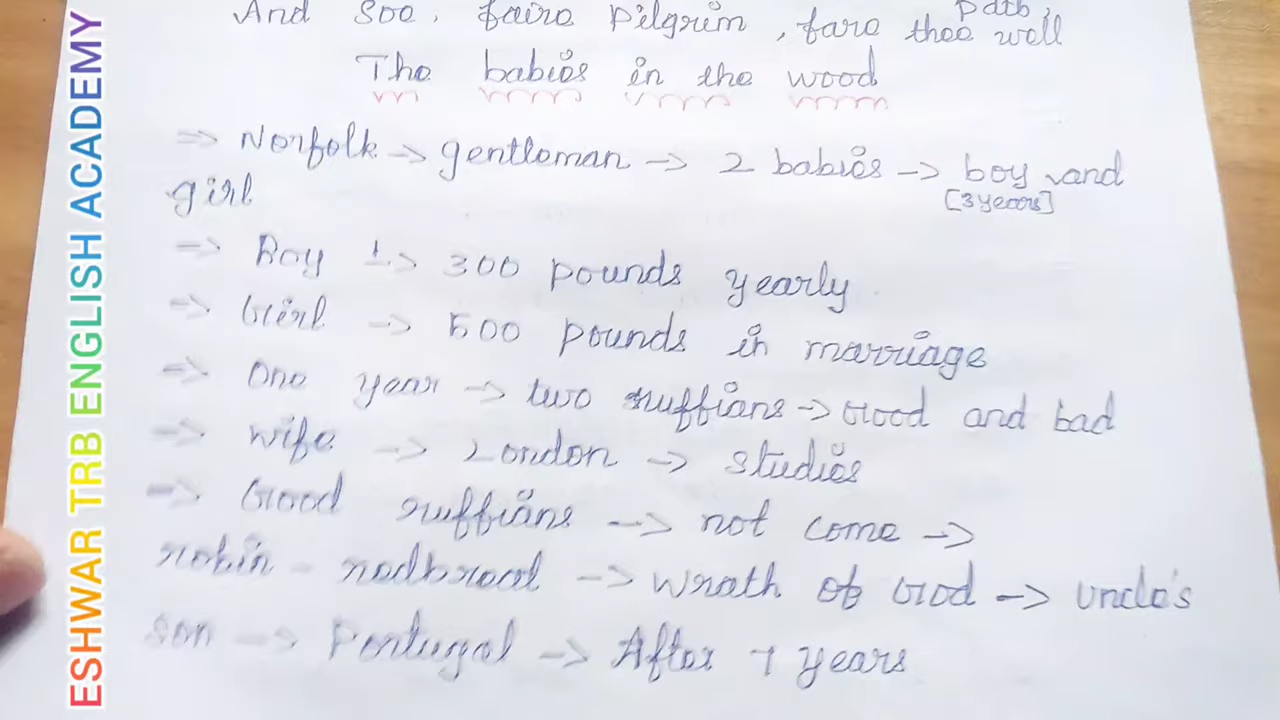 path,
And soe, faire Pilgrim, fare thee well
The babies in the wood
=> Norfolk -> gentleman -> 2 babies -> boy and
[3years]
girl
=> Boy -> 300 pounds yearly
=> Girl -> 500 pounds in marriage
=> One year -> two ruffians -> Good and bad
=> wife -> London -> studies
=> Good ruffians -> not come ->
robin - redbreast -> wrath of God -> uncle's
son -> Portugal -> After 7 years
ESHWAR TRB ENGLISH ACADEMY